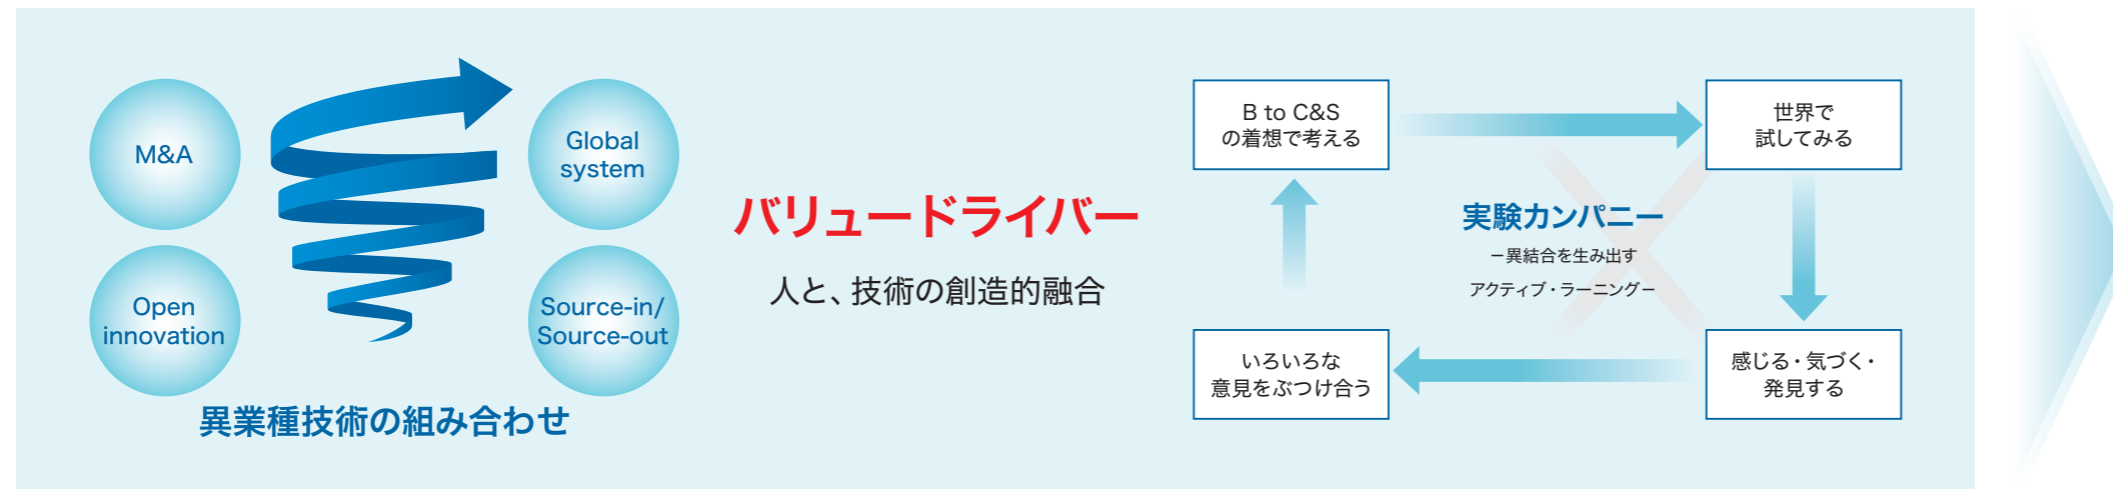 M&A
Global
system
Open
innovation
Source-in/
Source-out
異業種技術の組み合わせ
バリュードライバー
人と、技術の創造的融合
B to C&S
の着想で考える
世界で
試してみる
実験カンパニー
－異結合を生み出す
アクティブ・ラーニング－
いろいろな
意見をぶつけ合う
感じる・気づく・
発見する